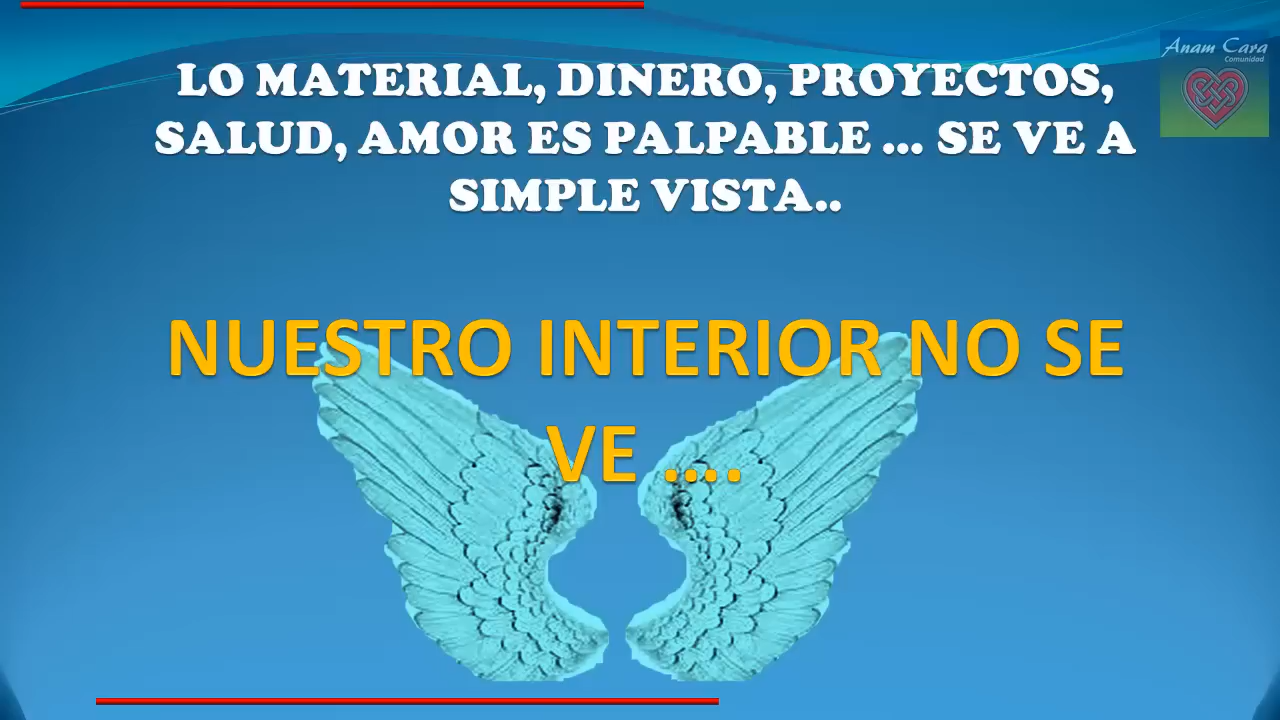 Anam Cara
Comunidad
LO MATERIAL, DINERO, PROYECTOS,
SALUD, AMOR ES PALPABLE ... SE VE A
SIMPLE VISTA..
NUESTRO INTERIOR NO SE
VE ....